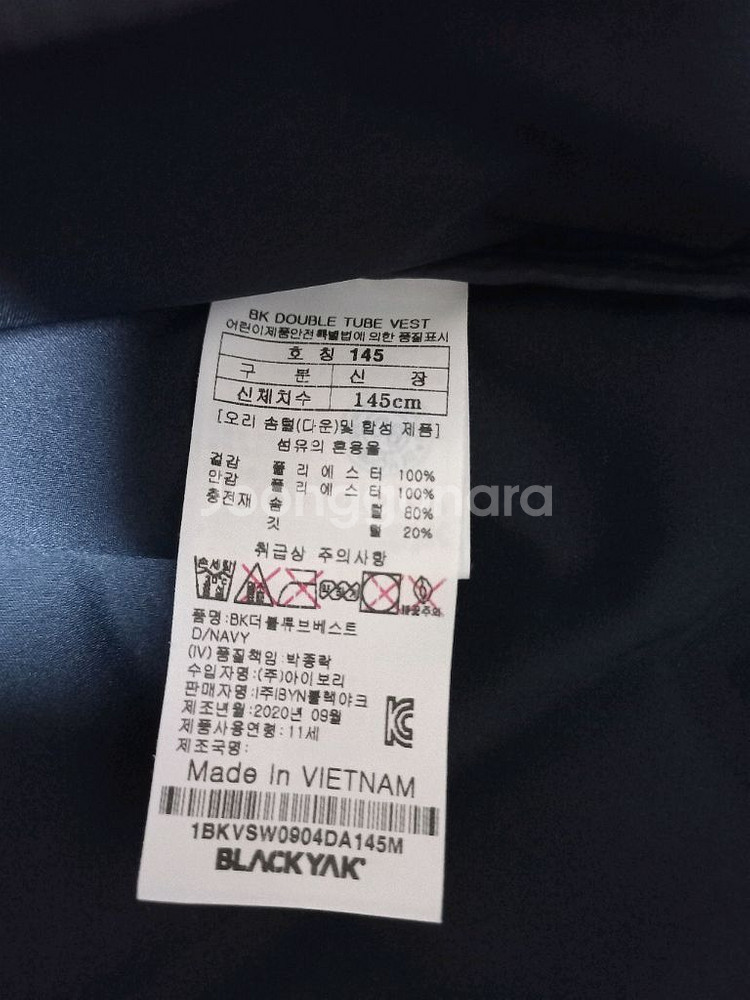 BK DOUBLE TUBE VEST
어린이제품안전특별법에 의한 품질표시
호 칭 145
구 분 신 장
신체치수 145cm
[오리 솜털(다운)및 합성 제품]
섬유의 혼용율
겉감 폴 리 에 스 터 100%
안감 폴 리 에 스 터 100%
충전재 솜 털 80%
깃 털 20%
joonggonara
취급상 주의사항
손세탁
품명:BK더블튜브베스트
D/NAVY
(IV)품질책임:박종락
수입자명:(주)아이보리
판매자명:(주)BYN블랙야크
제조년월:2020년 09월
제품사용연형:11세
제조국명:
Made In VIETNAM
1BKVSW0904DA145M
BLACKYAK